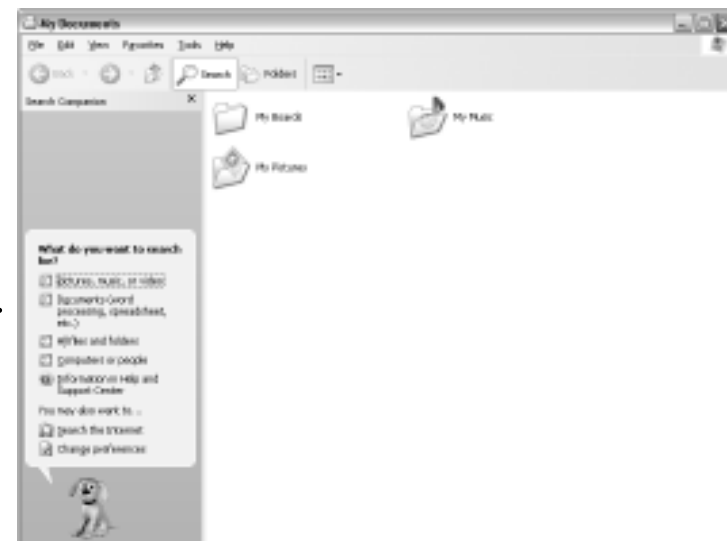 My Documents
File Edit View Favorites Tools Help
Back Search Folders
Search Companion
My Music
My Pictures
What do you want to search
for?
Pictures, music, or video
Documents (word
processing, spreadsheet,
etc.)
All files and folders
Computers or people
Information in Help and
Support Center
You may also want to...
Search the Internet
Change preferences